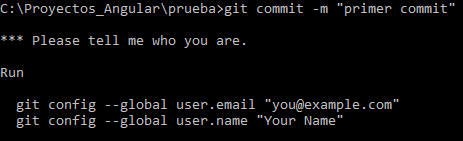 C:\Proyectos_Angular\prueba>git commit -m "primer commit"
*** Please tell me who you are.
Run
git config --global user.email "you@example.com"
git config --global user.name "Your Name"